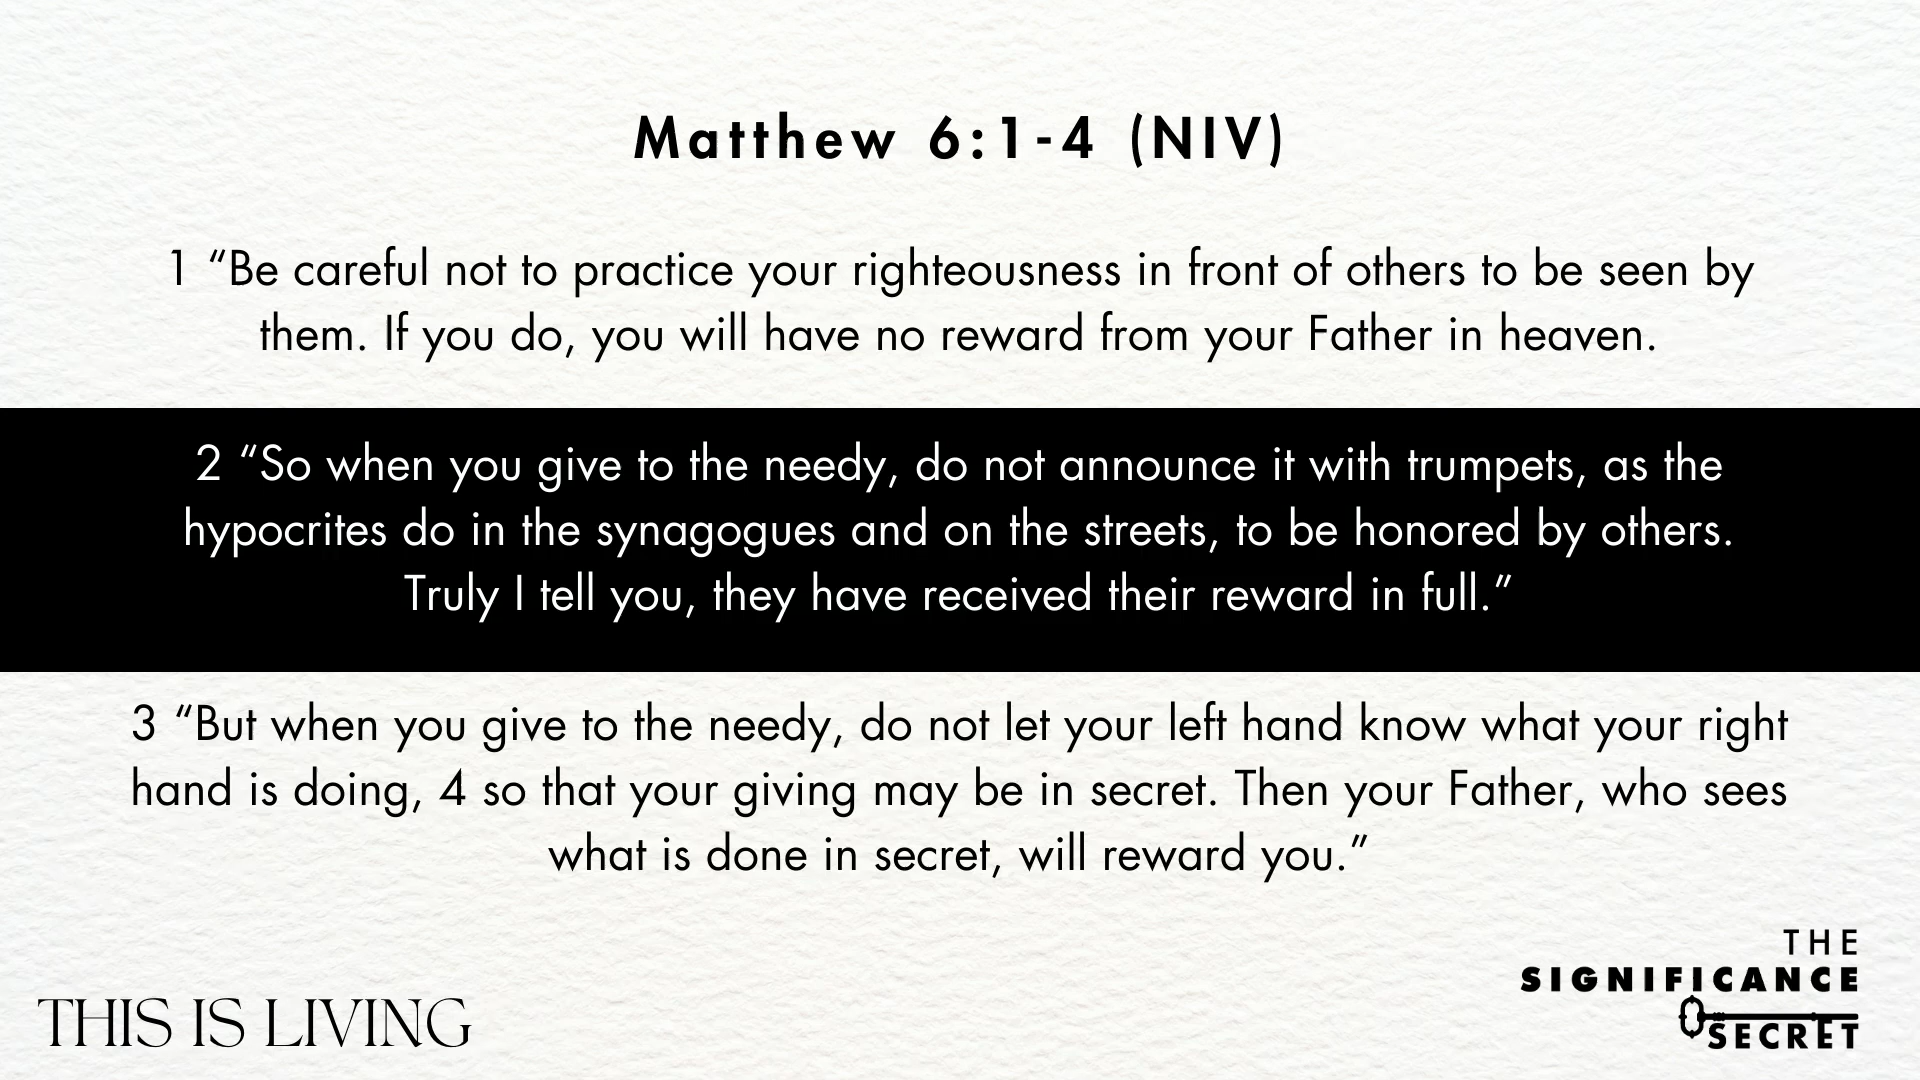 Matthew 6:1-4 (NIV)
1 “Be careful not to practice your righteousness in front of others to be seen by
them. If you do, you will have no reward from your Father in heaven.
2 “So when you give to the needy, do not announce it with trumpets, as the
hypocrites do in the synagogues and on the streets, to be honored by others.
Truly I tell you, they have received their reward in full.”
3 “But when you give to the needy, do not let your left hand know what your right
hand is doing, 4 so that your giving may be in secret. Then your Father, who sees
what is done in secret, will reward you.”
THIS IS LIVING
THE
SIGNIFICANCE
SECRET